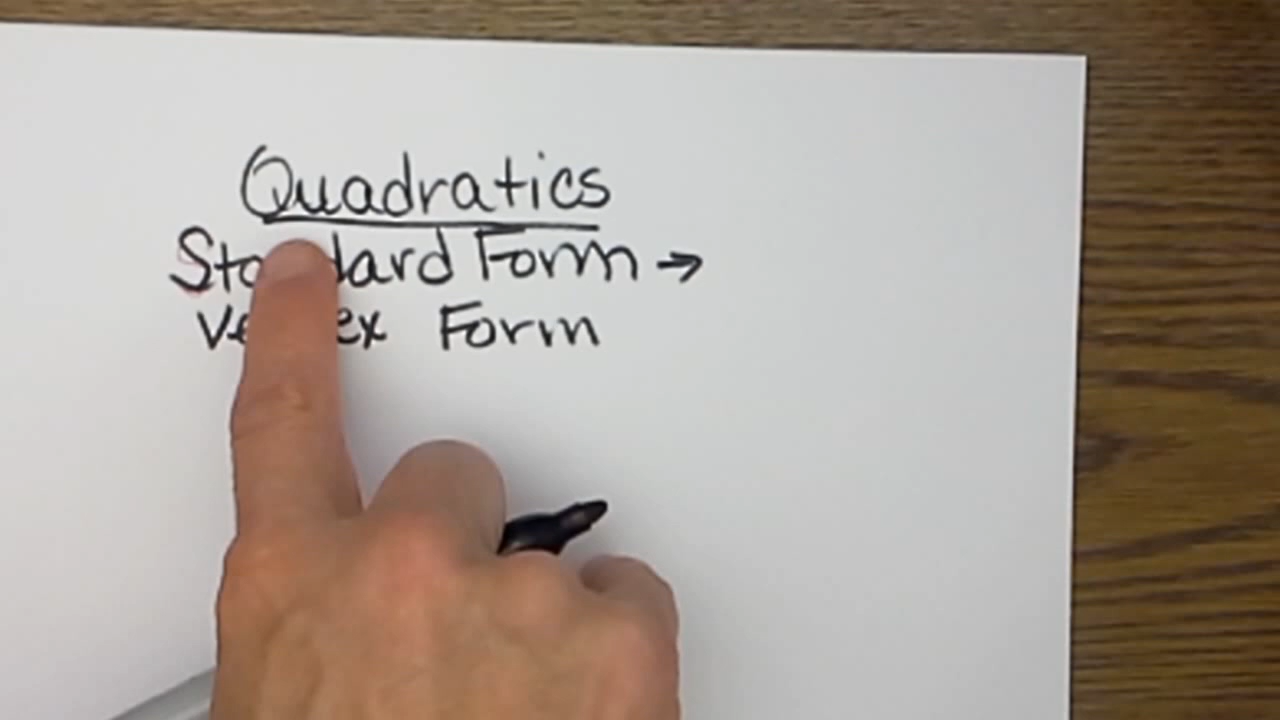 Quadratics
Standard Form →
Vertex Form